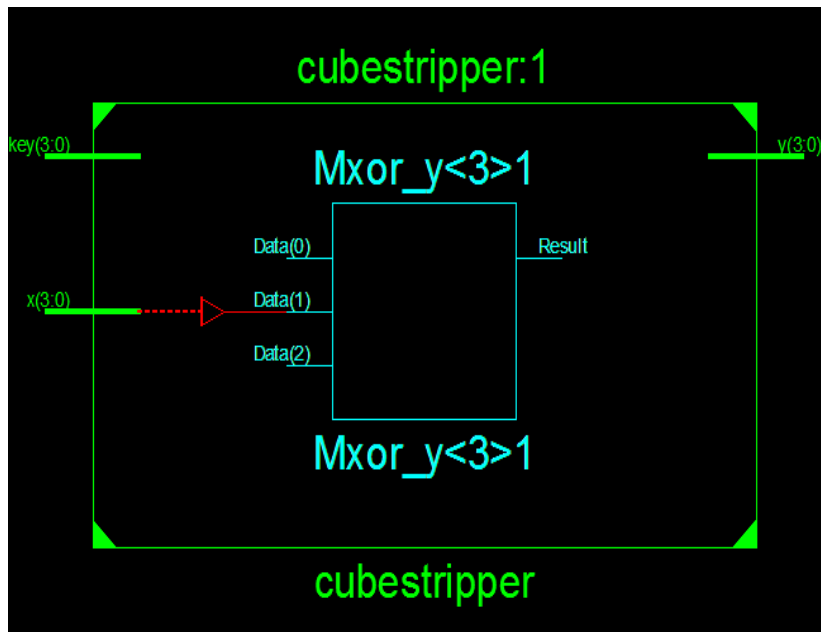 cubestripper:1
key(3:0)
y(3:0)
Mxor_y<3>1
Data(0)
Result
x(3:0)
Data(1)
Data(2)
Mxor_y<3>1
cubestripper